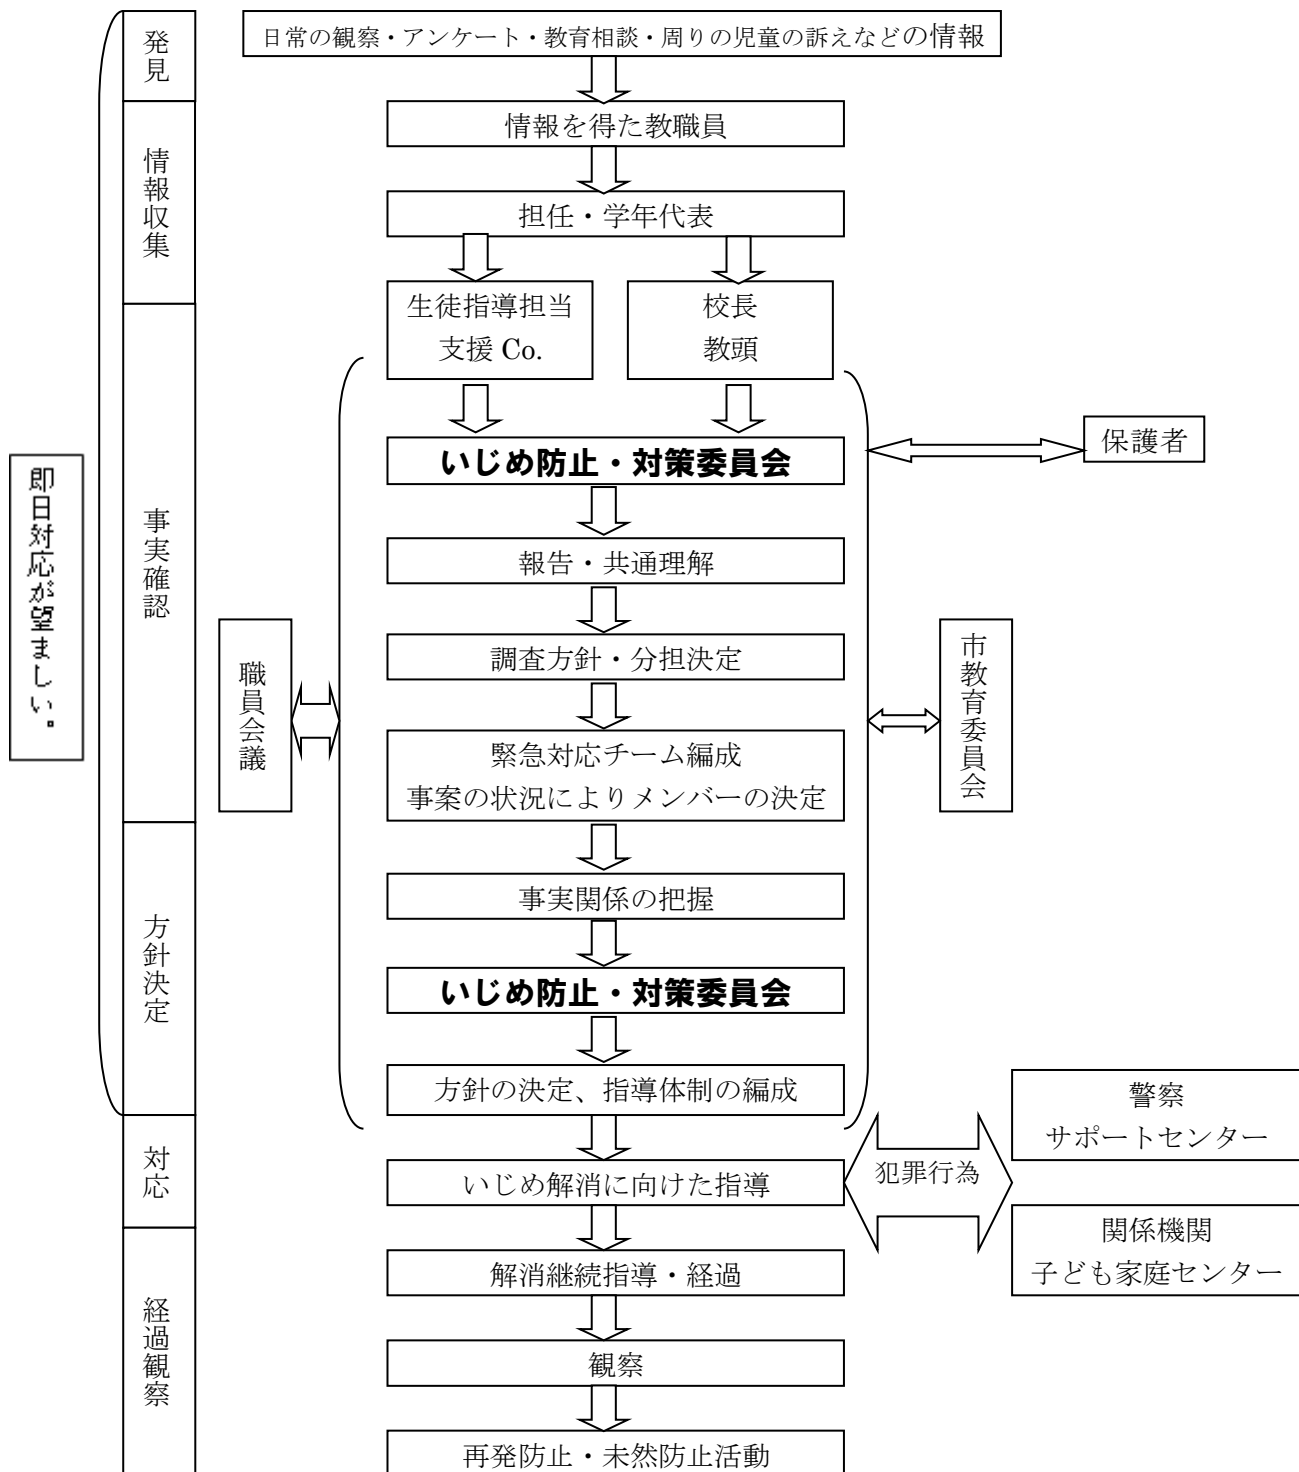 発見
日常の観察・アンケート・教育相談・周りの児童の訴えなどの情報
情報を得た教職員
情報収集
担任・学年代表
生徒指導担当
支援 Co.
校長
教頭
いじめ防止・対策委員会
保護者
即日対応が望ましい。
事実確認
報告・共通理解
調査方針・分担決定
職員会議
市教育委員会
緊急対応チーム編成
事案の状況によりメンバーの決定
事実関係の把握
方針決定
いじめ防止・対策委員会
方針の決定、指導体制の編成
警察
サポートセンター
対応
いじめ解消に向けた指導
犯罪行為
関係機関
子ども家庭センター
解消継続指導・経過
経過観察
観察
再発防止・未然防止活動